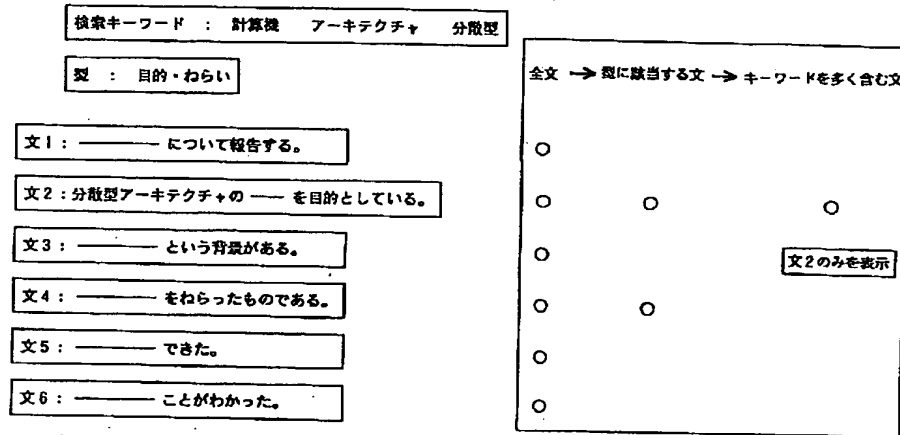 検索キーワード : 計算機 アーキテクチャ 分散型
型 : 目的・ねらい
文1: ――― について報告する。
文2:分散型アーキテクチャの ―― を目的としている。
文3: ――― という背景がある。
文4: ――― をねらったものである。
文5: ――― できた。
文6: ――― ことがわかった。
全文 → 型に該当する文 → キーワードを多く含む文
文2のみを表示